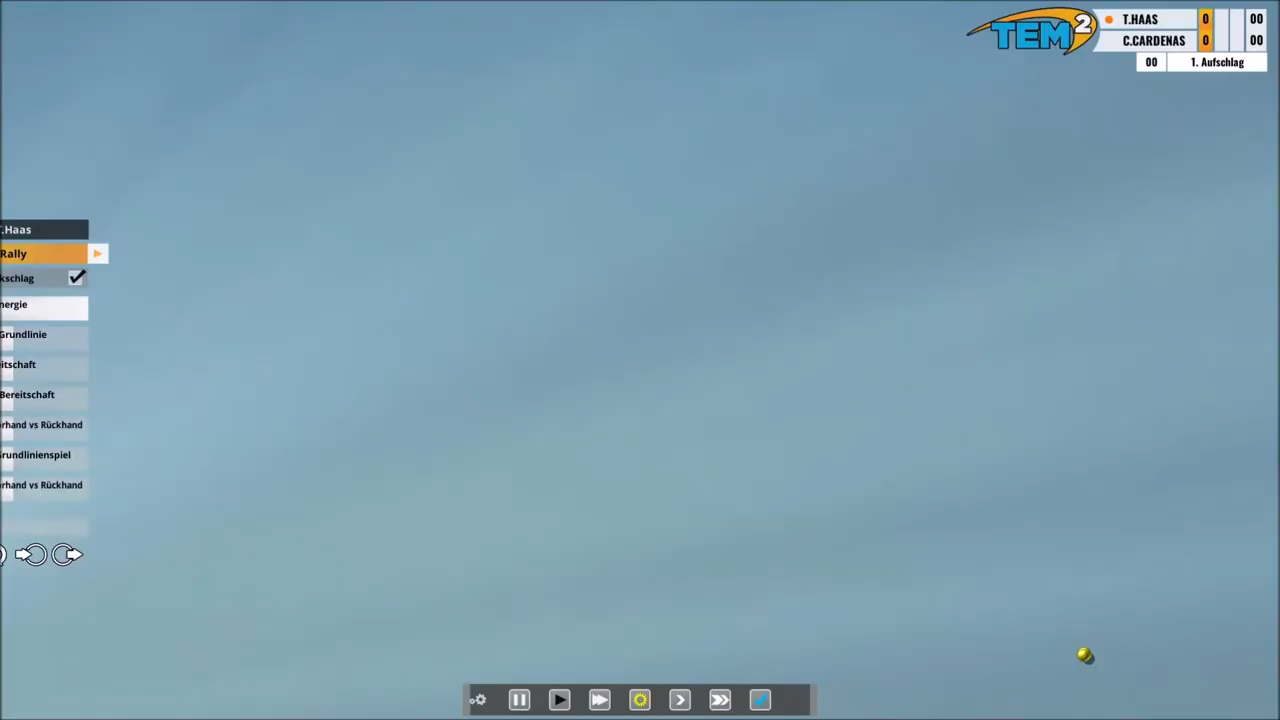 TEM2
T.HAAS 0 00
C.CARDENAS 0 00
00 1. Aufschlag
T.Haas
Rally
kschlag
nergie
Grundlinie
itschaft
Bereitschaft
rhand vs Rückhand
Grundlinienspiel
rhand vs Rückhand